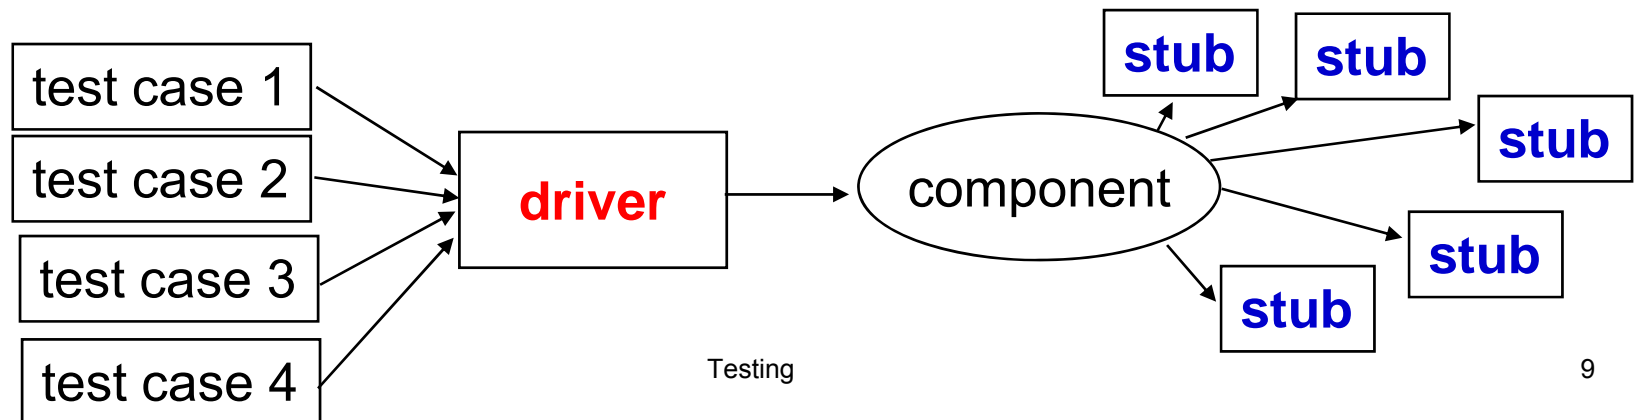 test case 1
test case 2
test case 3
test case 4
driver
component
stub
stub
stub
stub
stub
Testing
9